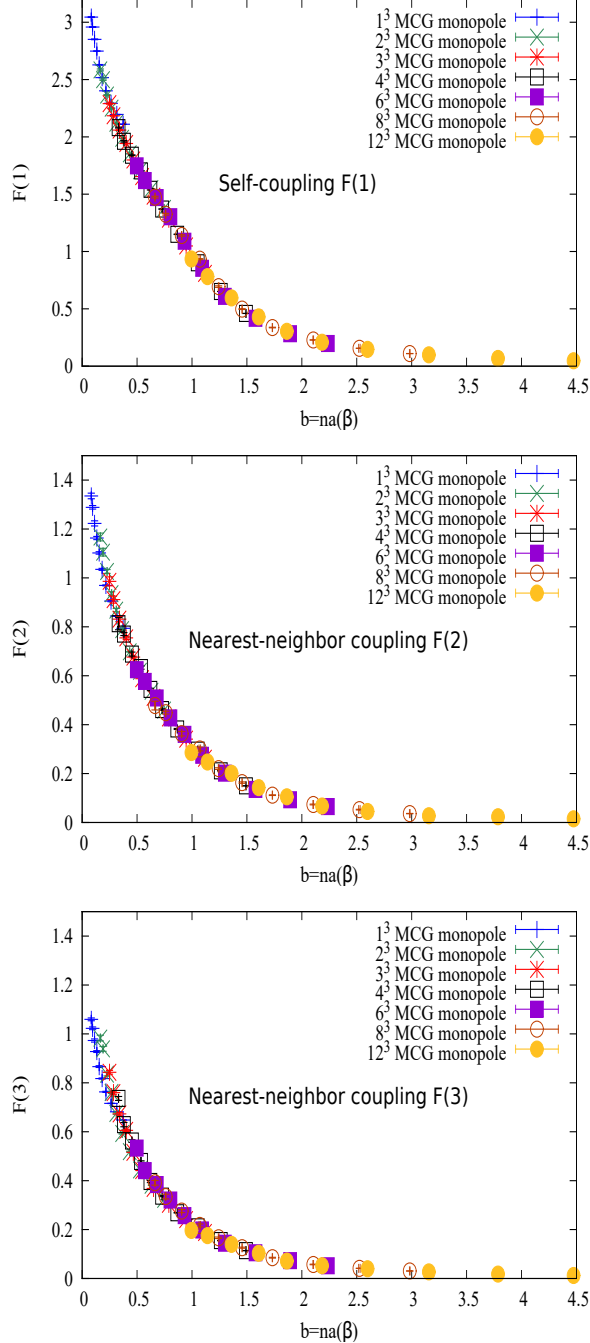 3
2.5
2
1.5
1
0.5
0
F(1)
1³ MCG monopole
2³ MCG monopole
3³ MCG monopole
4³ MCG monopole
6³ MCG monopole
8³ MCG monopole
12³ MCG monopole
Self-coupling F(1)
0 0.5 1 1.5 2 2.5 3 3.5 4 4.5
b=na(β)
1.4
1.2
1
0.8
0.6
0.4
0.2
0
F(2)
1³ MCG monopole
2³ MCG monopole
3³ MCG monopole
4³ MCG monopole
6³ MCG monopole
8³ MCG monopole
12³ MCG monopole
Nearest-neighbor coupling F(2)
0 0.5 1 1.5 2 2.5 3 3.5 4 4.5
b=na(β)
1.4
1.2
1
0.8
0.6
0.4
0.2
0
F(3)
1³ MCG monopole
2³ MCG monopole
3³ MCG monopole
4³ MCG monopole
6³ MCG monopole
8³ MCG monopole
12³ MCG monopole
Nearest-neighbor coupling F(3)
0 0.5 1 1.5 2 2.5 3 3.5 4 4.5
b=na(β)